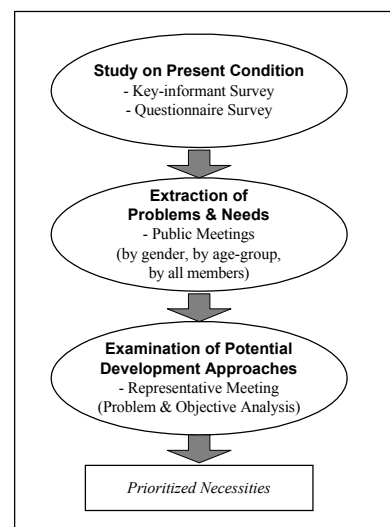 Study on Present Condition
- Key-informant Survey
- Questionnaire Survey
Extraction of
Problems & Needs
- Public Meetings
(by gender, by age-group,
by all members)
Examination of Potential
Development Approaches
- Representative Meeting
(Problem & Objective Analysis)
Prioritized Necessities